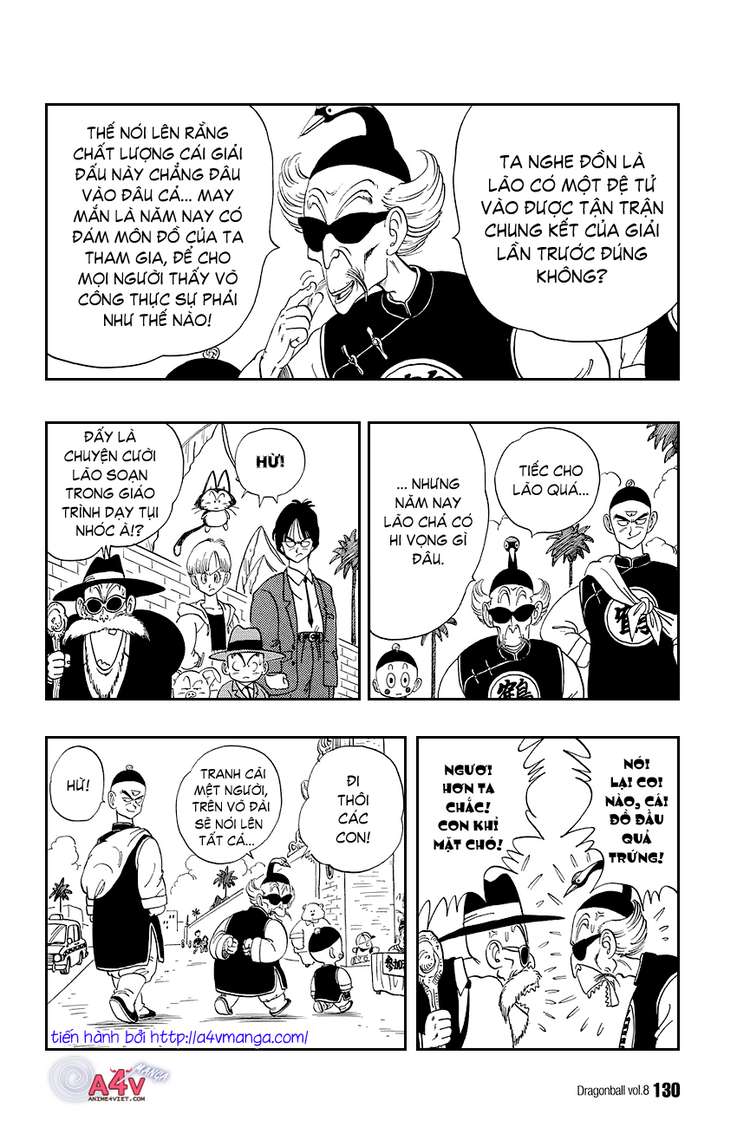 TA NGHE ĐỒN LÀ
LÃO CÓ MỘT ĐỆ TỬ
VÀO ĐƯỢC TẬN TRẬN
CHUNG KẾT CỦA GIẢI
LẦN TRƯỚC ĐÚNG
KHÔNG?
THẾ NÓI LÊN RẰNG
CHẤT LƯỢNG CÁI GIẢI
ĐẤU NÀY CHẲNG ĐÂU
VÀO ĐÂU CẢ... MAY
MẮN LÀ NĂM NAY CÓ
ĐÁM MÔN ĐỒ CỦA TA
THAM GIA, ĐỂ CHO
MỌI NGƯỜI THẤY VÕ
CÔNG THỰC SỰ PHẢI
NHƯ THẾ NÀO!
TIẾC CHO
LÃO QUÁ...
... NHƯNG
NĂM NAY
LÃO CHẢ CÓ
HI VỌNG GÌ
ĐÂU.
鶴
鶴
HỪ!
ĐẤY LÀ
CHUYỆN CƯỜI
LÃO SOẠN
TRONG GIÁO
TRÌNH DẠY TỤI
NHÓC À!?
NÓI
LẠI COI
NÀO, CÁI
ĐỒ ĐẦU
QUẢ
TRỨNG!
NGƯƠI
HƠN TA
CHẮC!
CON KHỈ
MẶT CHÓ!
ĐI
THÔI
CÁC
CON!
TRANH CÃI
MỆT NGƯỜI,
TRÊN VÕ ĐÀI
SẼ NÓI LÊN
TẤT CẢ...
HỪ!
tiến hành bởi http://a4vmanga.com/
A4V MANGA
ANIME4VIET.COM
Dragonball vol.8 130